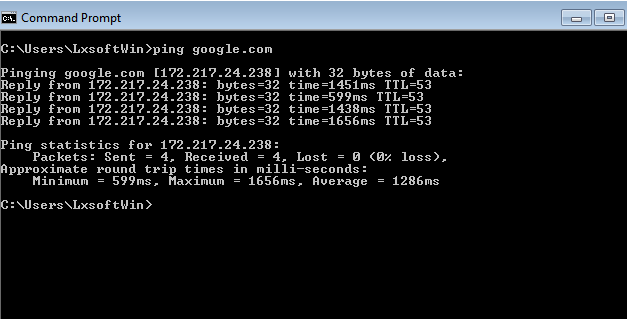 Command Prompt
C:\Users\LxsoftWin>ping google.com
Pinging google.com [172.217.24.238] with 32 bytes of data:
Reply from 172.217.24.238: bytes=32 time=1451ms TTL=53
Reply from 172.217.24.238: bytes=32 time=599ms TTL=53
Reply from 172.217.24.238: bytes=32 time=1438ms TTL=53
Reply from 172.217.24.238: bytes=32 time=1656ms TTL=53
Ping statistics for 172.217.24.238:
    Packets: Sent = 4, Received = 4, Lost = 0 (0% loss),
Approximate round trip times in milli-seconds:
    Minimum = 599ms, Maximum = 1656ms, Average = 1286ms
C:\Users\LxsoftWin>